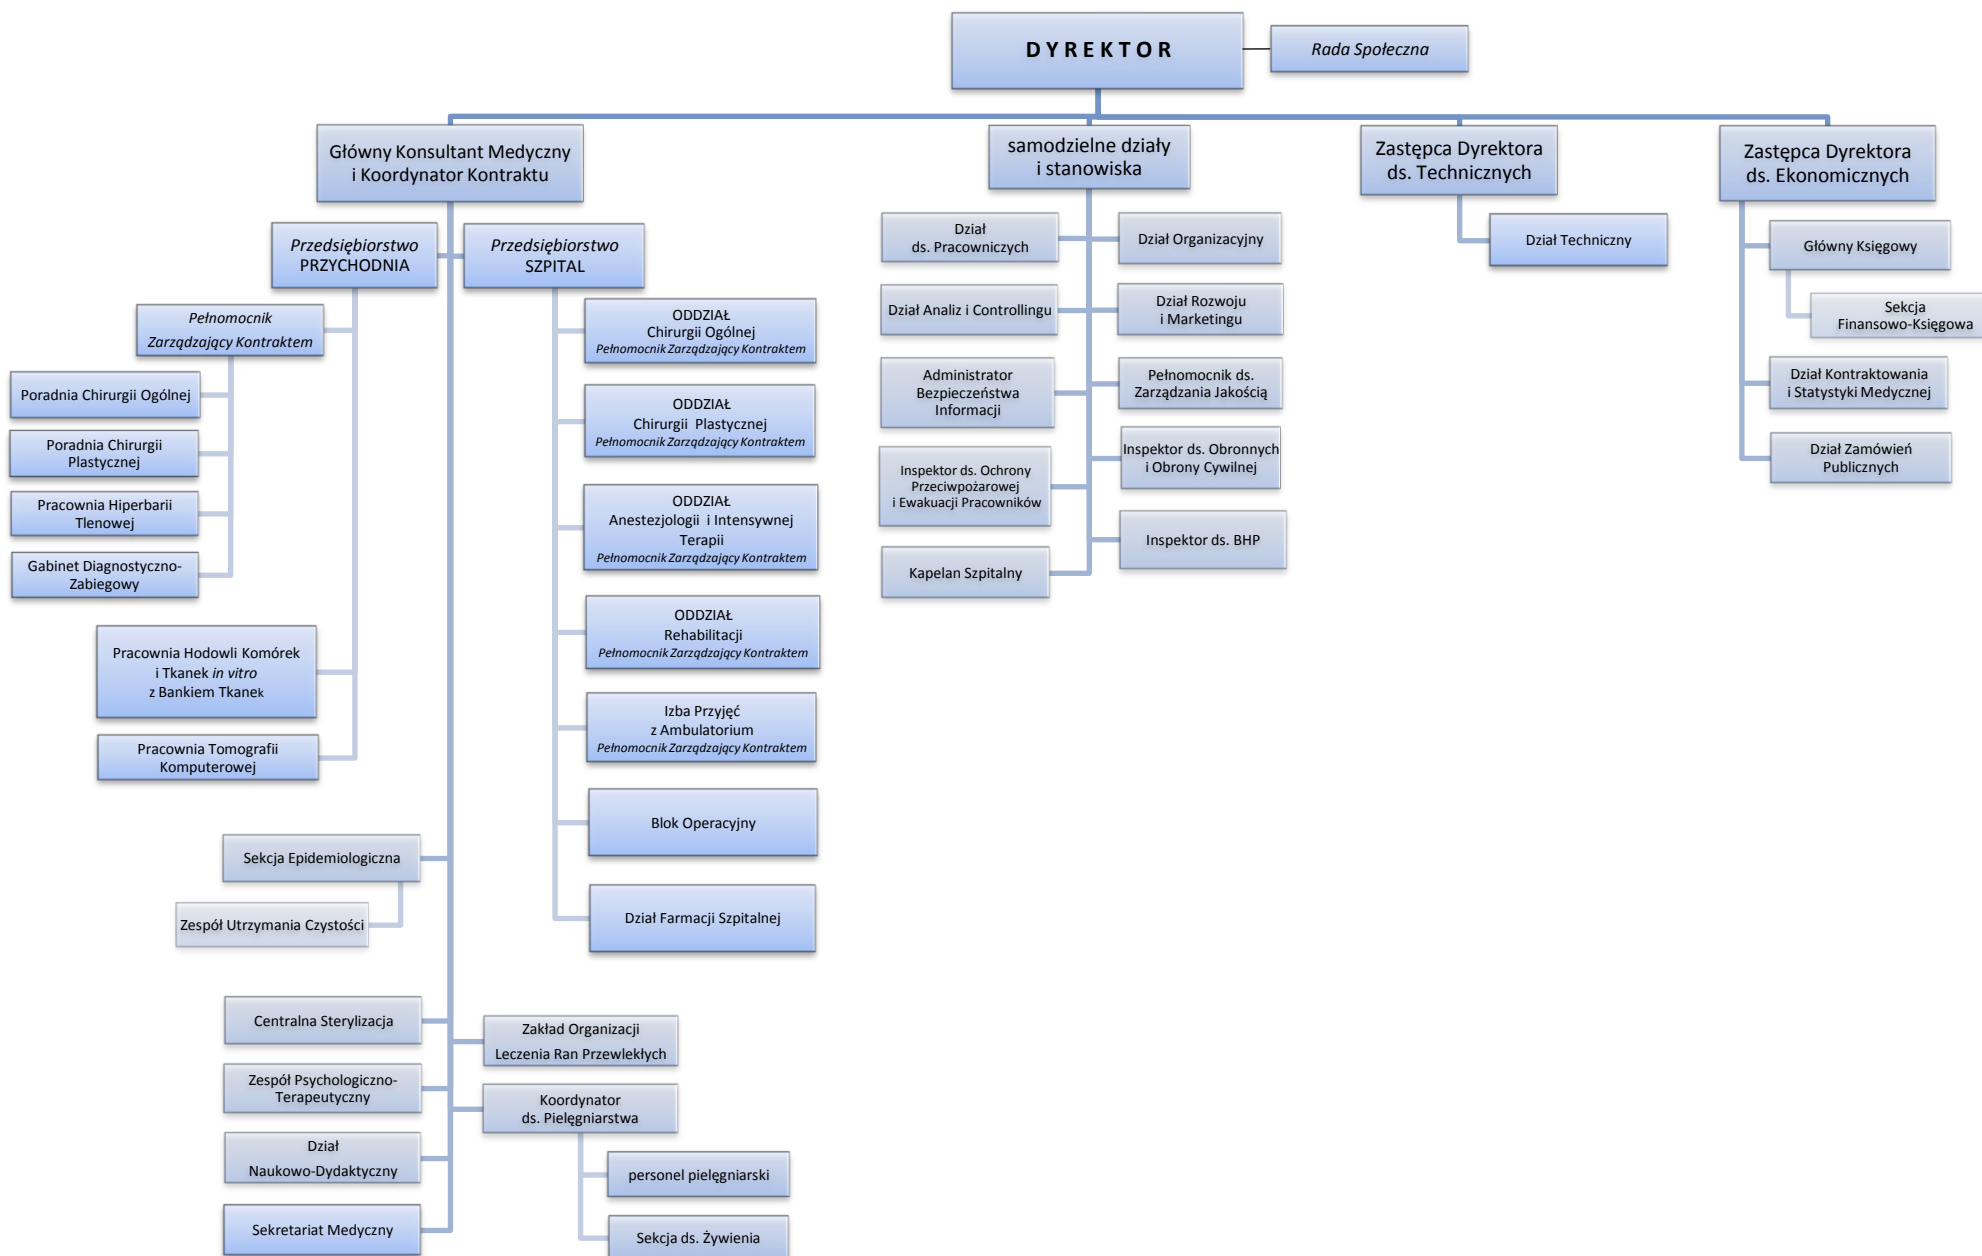 DYREKTOR
Rada Społeczna
Główny Konsultant Medyczny
i Koordynator Kontraktu
samodzielne działy
i stanowiska
Zastępca Dyrektora
ds. Technicznych
Zastępca Dyrektora
ds. Ekonomicznych
Przedsiębiorstwo
PRZYCHODNIA
Przedsiębiorstwo
SZPITAL
Pełnomocnik
Zarządzający Kontraktem
Poradnia Chirurgii Ogólnej
Poradnia Chirurgii
Plastycznej
Pracownia Hiperbarii
Tlenowej
Gabinet Diagnostyczno-
Zabiegowy
Pracownia Hodowli Komórek
i Tkanek in vitro
z Bankiem Tkanek
Pracownia Tomografii
Komputerowej
ODDZIAŁ
Chirurgii Ogólnej
Pełnomocnik Zarządzający Kontraktem
ODDZIAŁ
Chirurgii Plastycznej
Pełnomocnik Zarządzający Kontraktem
ODDZIAŁ
Anestezjologii i Intensywnej
Terapii
Pełnomocnik Zarządzający Kontraktem
ODDZIAŁ
Rehabilitacji
Pełnomocnik Zarządzający Kontraktem
Izba Przyjęć
z Ambulatorium
Pełnomocnik Zarządzający Kontraktem
Blok Operacyjny
Dział Farmacji Szpitalnej
Sekcja Epidemiologiczna
Zespół Utrzymania Czystości
Centralna Sterylizacja
Zespół Psychologiczno-
Terapeutyczny
Dział
Naukowo-Dydaktyczny
Sekretariat Medyczny
Zakład Organizacji
Leczenia Ran Przewlekłych
Koordynator
ds. Pielęgniarstwa
personel pielęgniarski
Sekcja ds. Żywienia
Dział
ds. Pracowniczych
Dział Organizacyjny
Dział Analiz i Controllingu
Dział Rozwoju
i Marketingu
Administrator
Bezpieczeństwa
Informacji
Pełnomocnik ds.
Zarządzania Jakością
Inspektor ds. Ochrony
Przeciwpożarowej
i Ewakuacji Pracowników
Inspektor ds. Obronnych
i Obrony Cywilnej
Kapelan Szpitalny
Inspektor ds. BHP
Dział Techniczny
Główny Księgowy
Sekcja
Finansowo-Księgowa
Dział Kontraktowania
i Statystyki Medycznej
Dział Zamówień
Publicznych